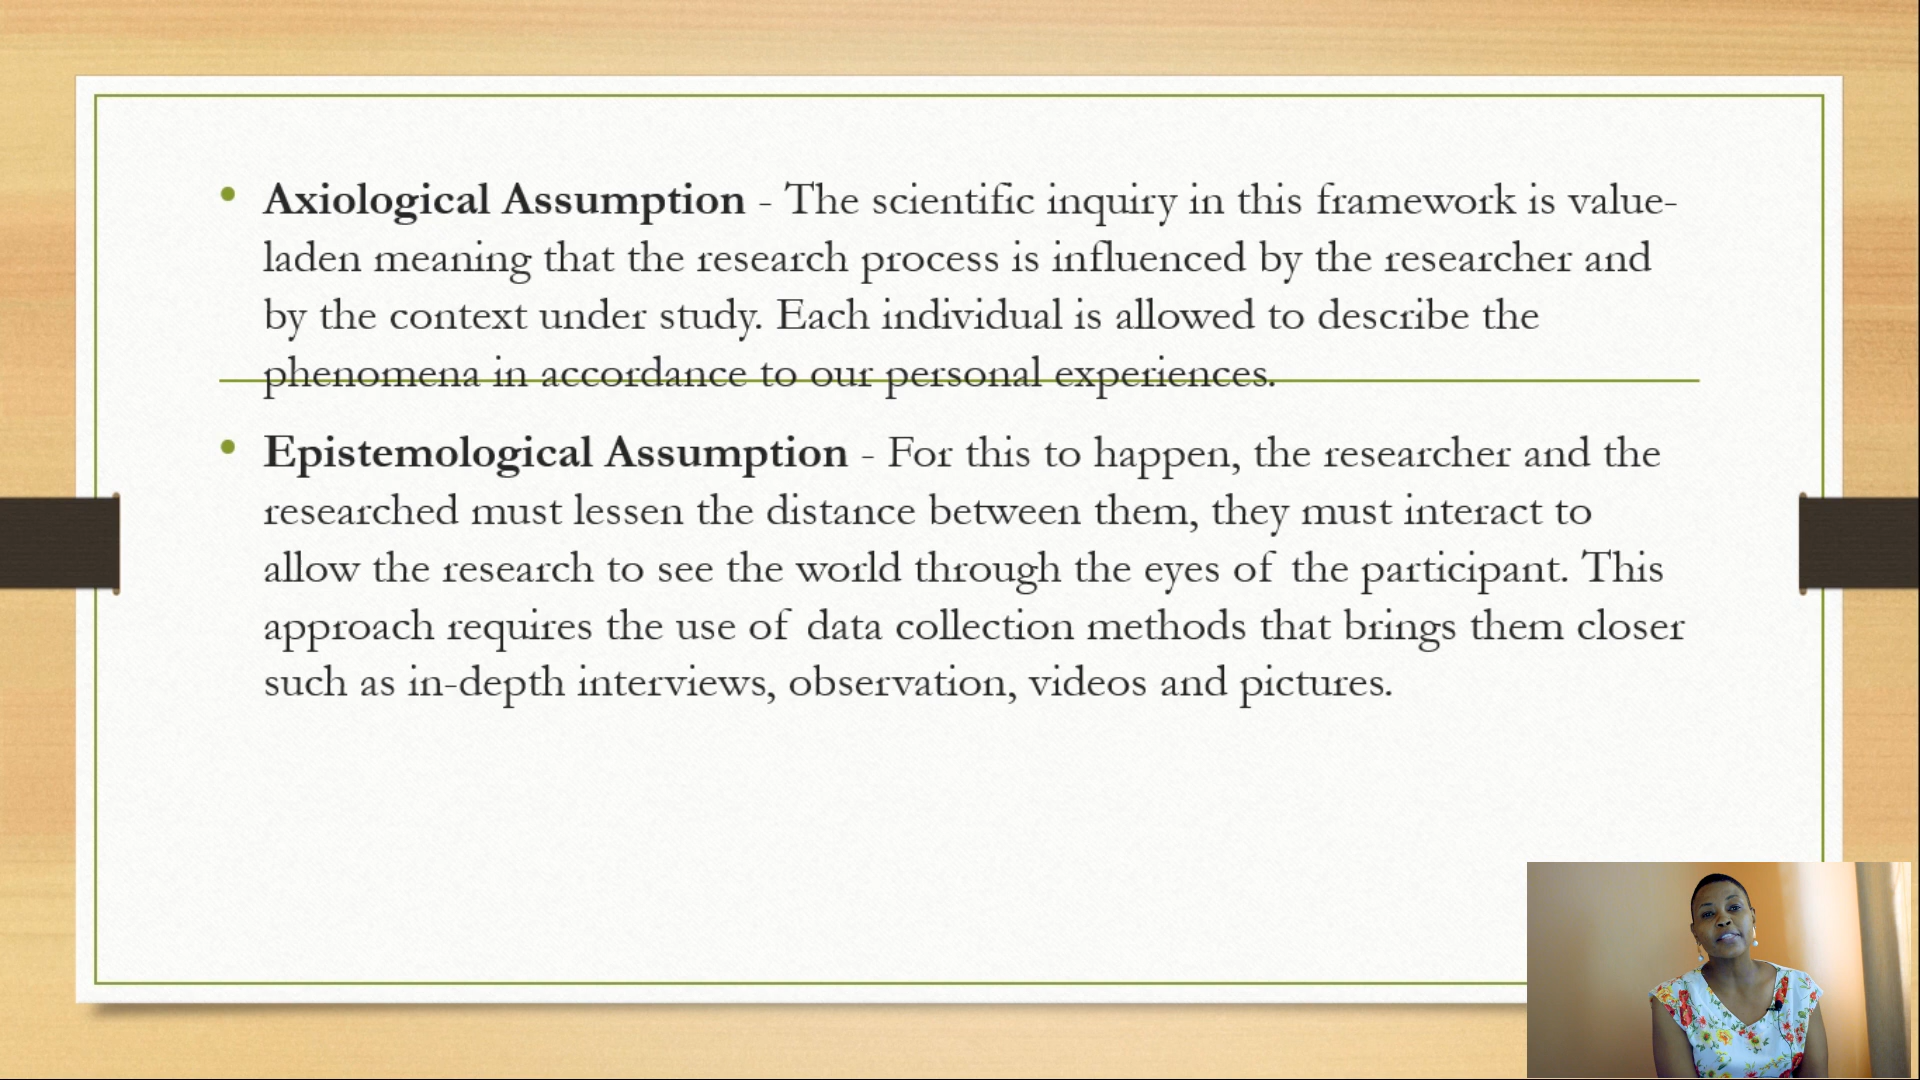 • Axiological Assumption - The scientific inquiry in this framework is value-
laden meaning that the research process is influenced by the researcher and
by the context under study. Each individual is allowed to describe the
phenomena in accordance to our personal experiences.
• Epistemological Assumption - For this to happen, the researcher and the
researched must lessen the distance between them, they must interact to
allow the research to see the world through the eyes of the participant. This
approach requires the use of data collection methods that brings them closer
such as in-depth interviews, observation, videos and pictures.